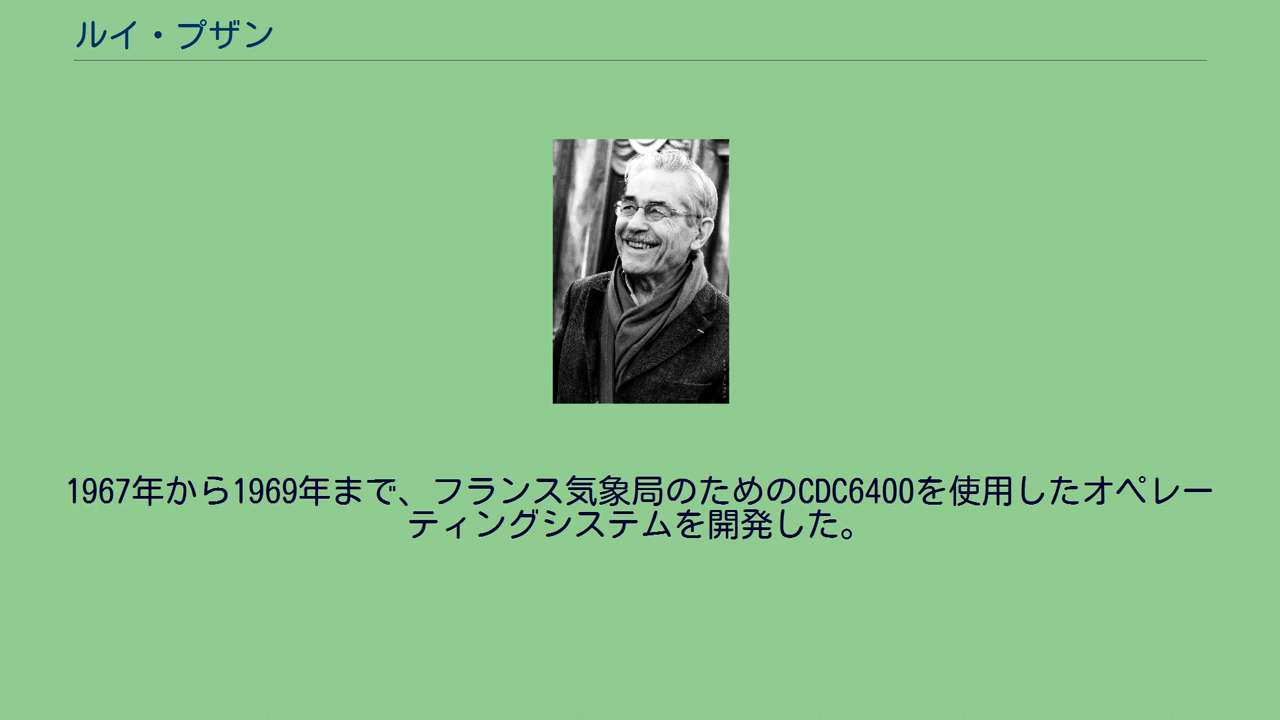 ルイ・プザン
1967年から1969年まで、フランス気象局のためのCDC6400を使用したオペレー
ティングシステムを開発した。